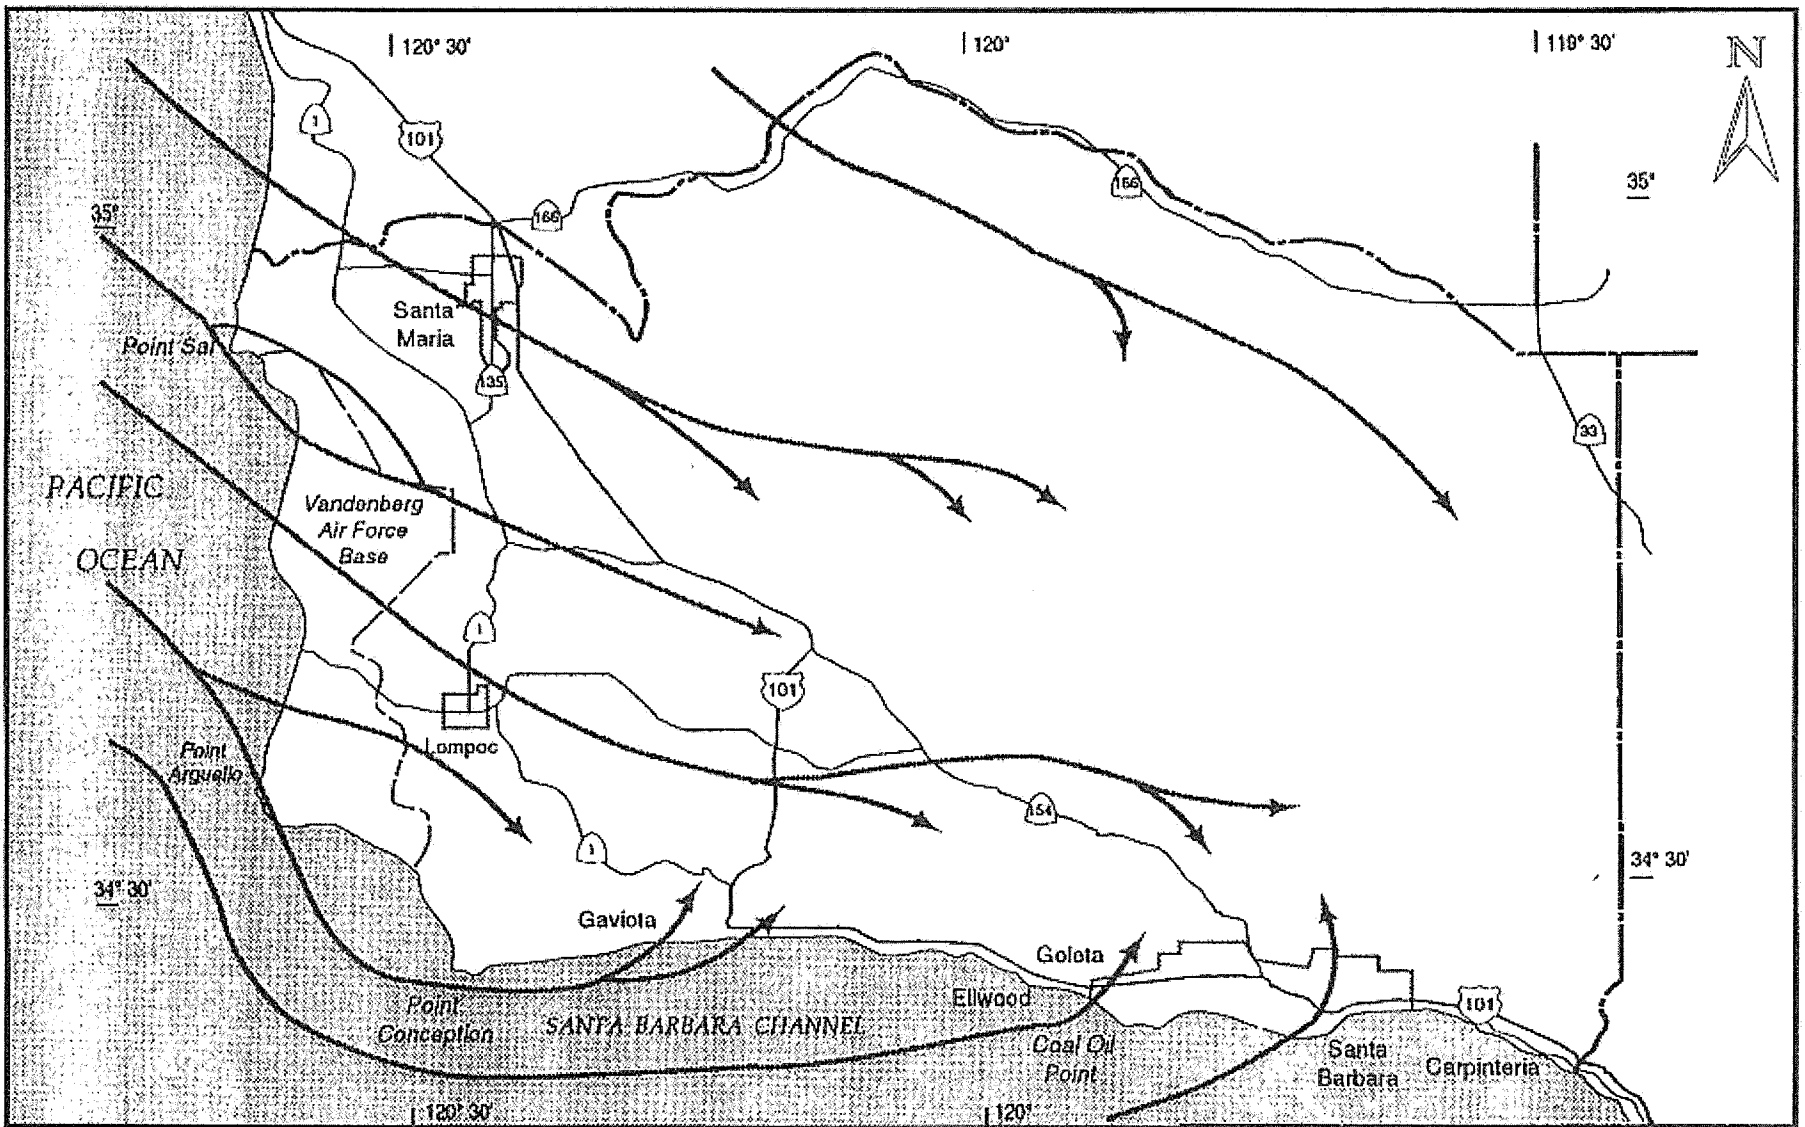 120° 30'
120°
119° 30'
N
1
101
166
35°
166
35°
Santa
Maria
Point Sal
135
33
PACIFIC
OCEAN
Vandenberg
Air Force
Base
1
101
Lompoc
Point
Arguello
154
1
34° 30'
34° 30'
Gaviota
Goleta
Ellwood
Point
Conception
SANTA BARBARA CHANNEL
101
Coal Oil
Point
Santa
Barbara
Carpinteria
120° 30'
120°